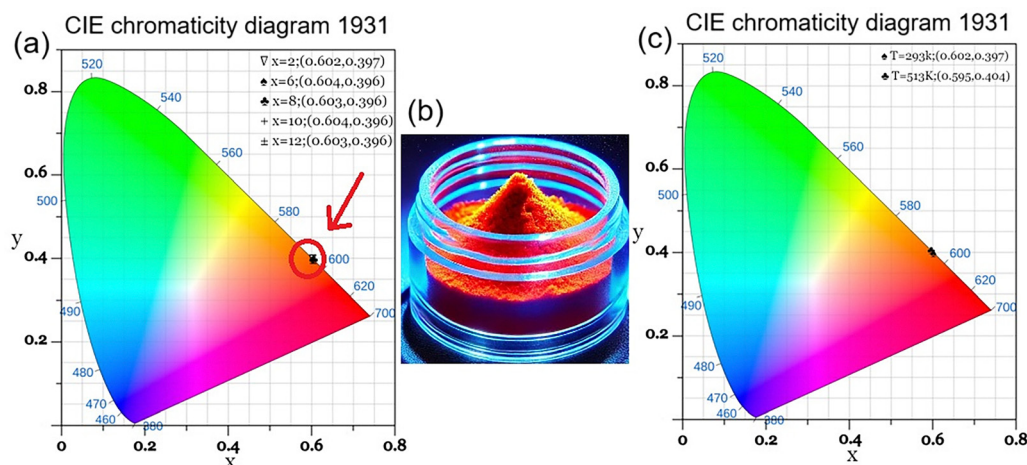 CIE chromaticity diagram 1931
(a)
∇ x=2;(0.602,0.397)
♠ x=6;(0.604,0.396)
♣ x=8;(0.603,0.396)
+ x=10;(0.604,0.396)
± x=12;(0.603,0.396)
520
540
560
580
600
620
700
500
490
480
470
460
380
0.8
0.6
y
0.4
0.2
0
0.2
0.4
0.6
0.8
x
(b)
CIE chromaticity diagram 1931
(c)
♠ T=293k;(0.602,0.397)
♣ T=513K;(0.595,0.404)
520
540
560
580
600
620
700
500
490
480
470
460
380
0.8
0.6
y
0.4
0.2
0
0.2
0.4
0.6
0.8
x